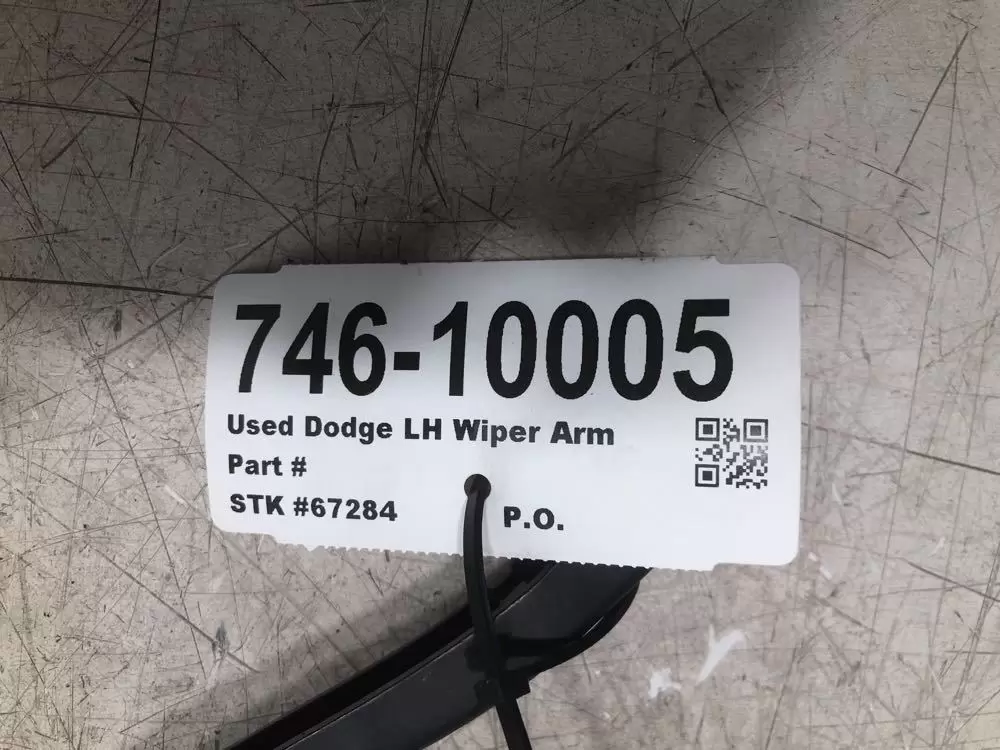 746-10005
Used Dodge LH Wiper Arm
Part #
STK #67284 P.O.